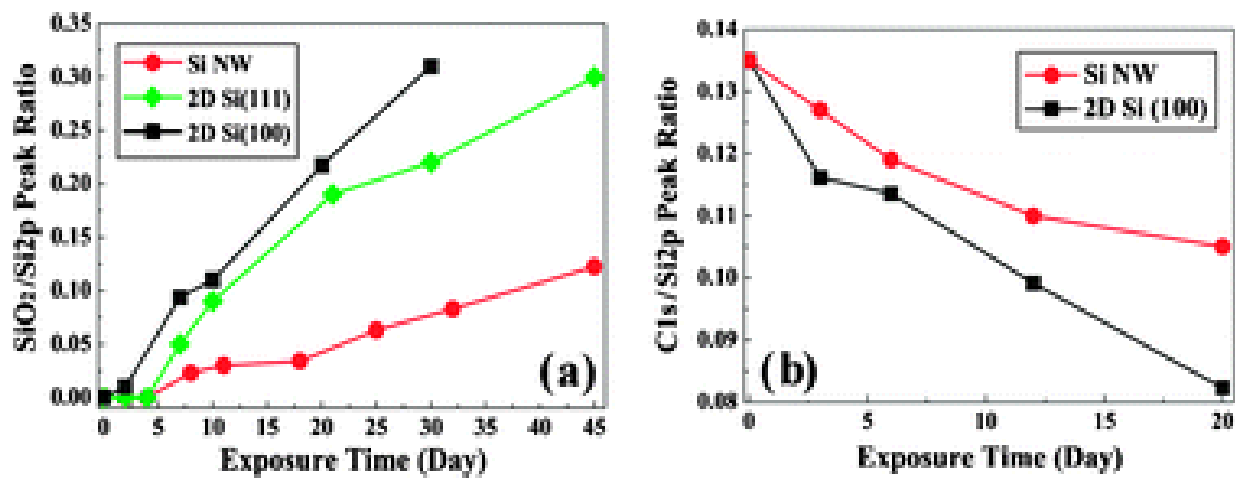 SiO₂/Si2p Peak Ratio
0.35
0.30
0.25
0.20
0.15
0.10
0.05
0.00
Si NW
2D Si(111)
2D Si(100)
(a)
0 5 10 15 20 25 30 35 40 45
Exposure Time (Day)
C1s/Si2p Peak Ratio
0.14
0.13
0.12
0.11
0.10
0.09
0.08
Si NW
2D Si (100)
(b)
0 5 10 15 20
Exposure Time (Day)